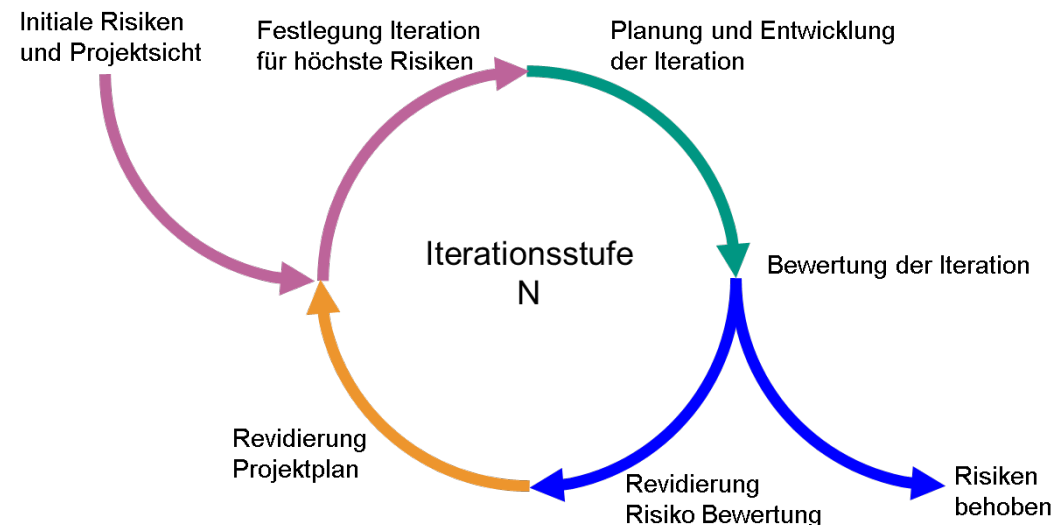 Initiale Risiken
und Projektsicht
Festlegung Iteration
für höchste Risiken
Planung und Entwicklung
der Iteration
Iterationsstufe
N
Bewertung der Iteration
Revidierung
Projektplan
Revidierung
Risiko Bewertung
Risiken
behoben